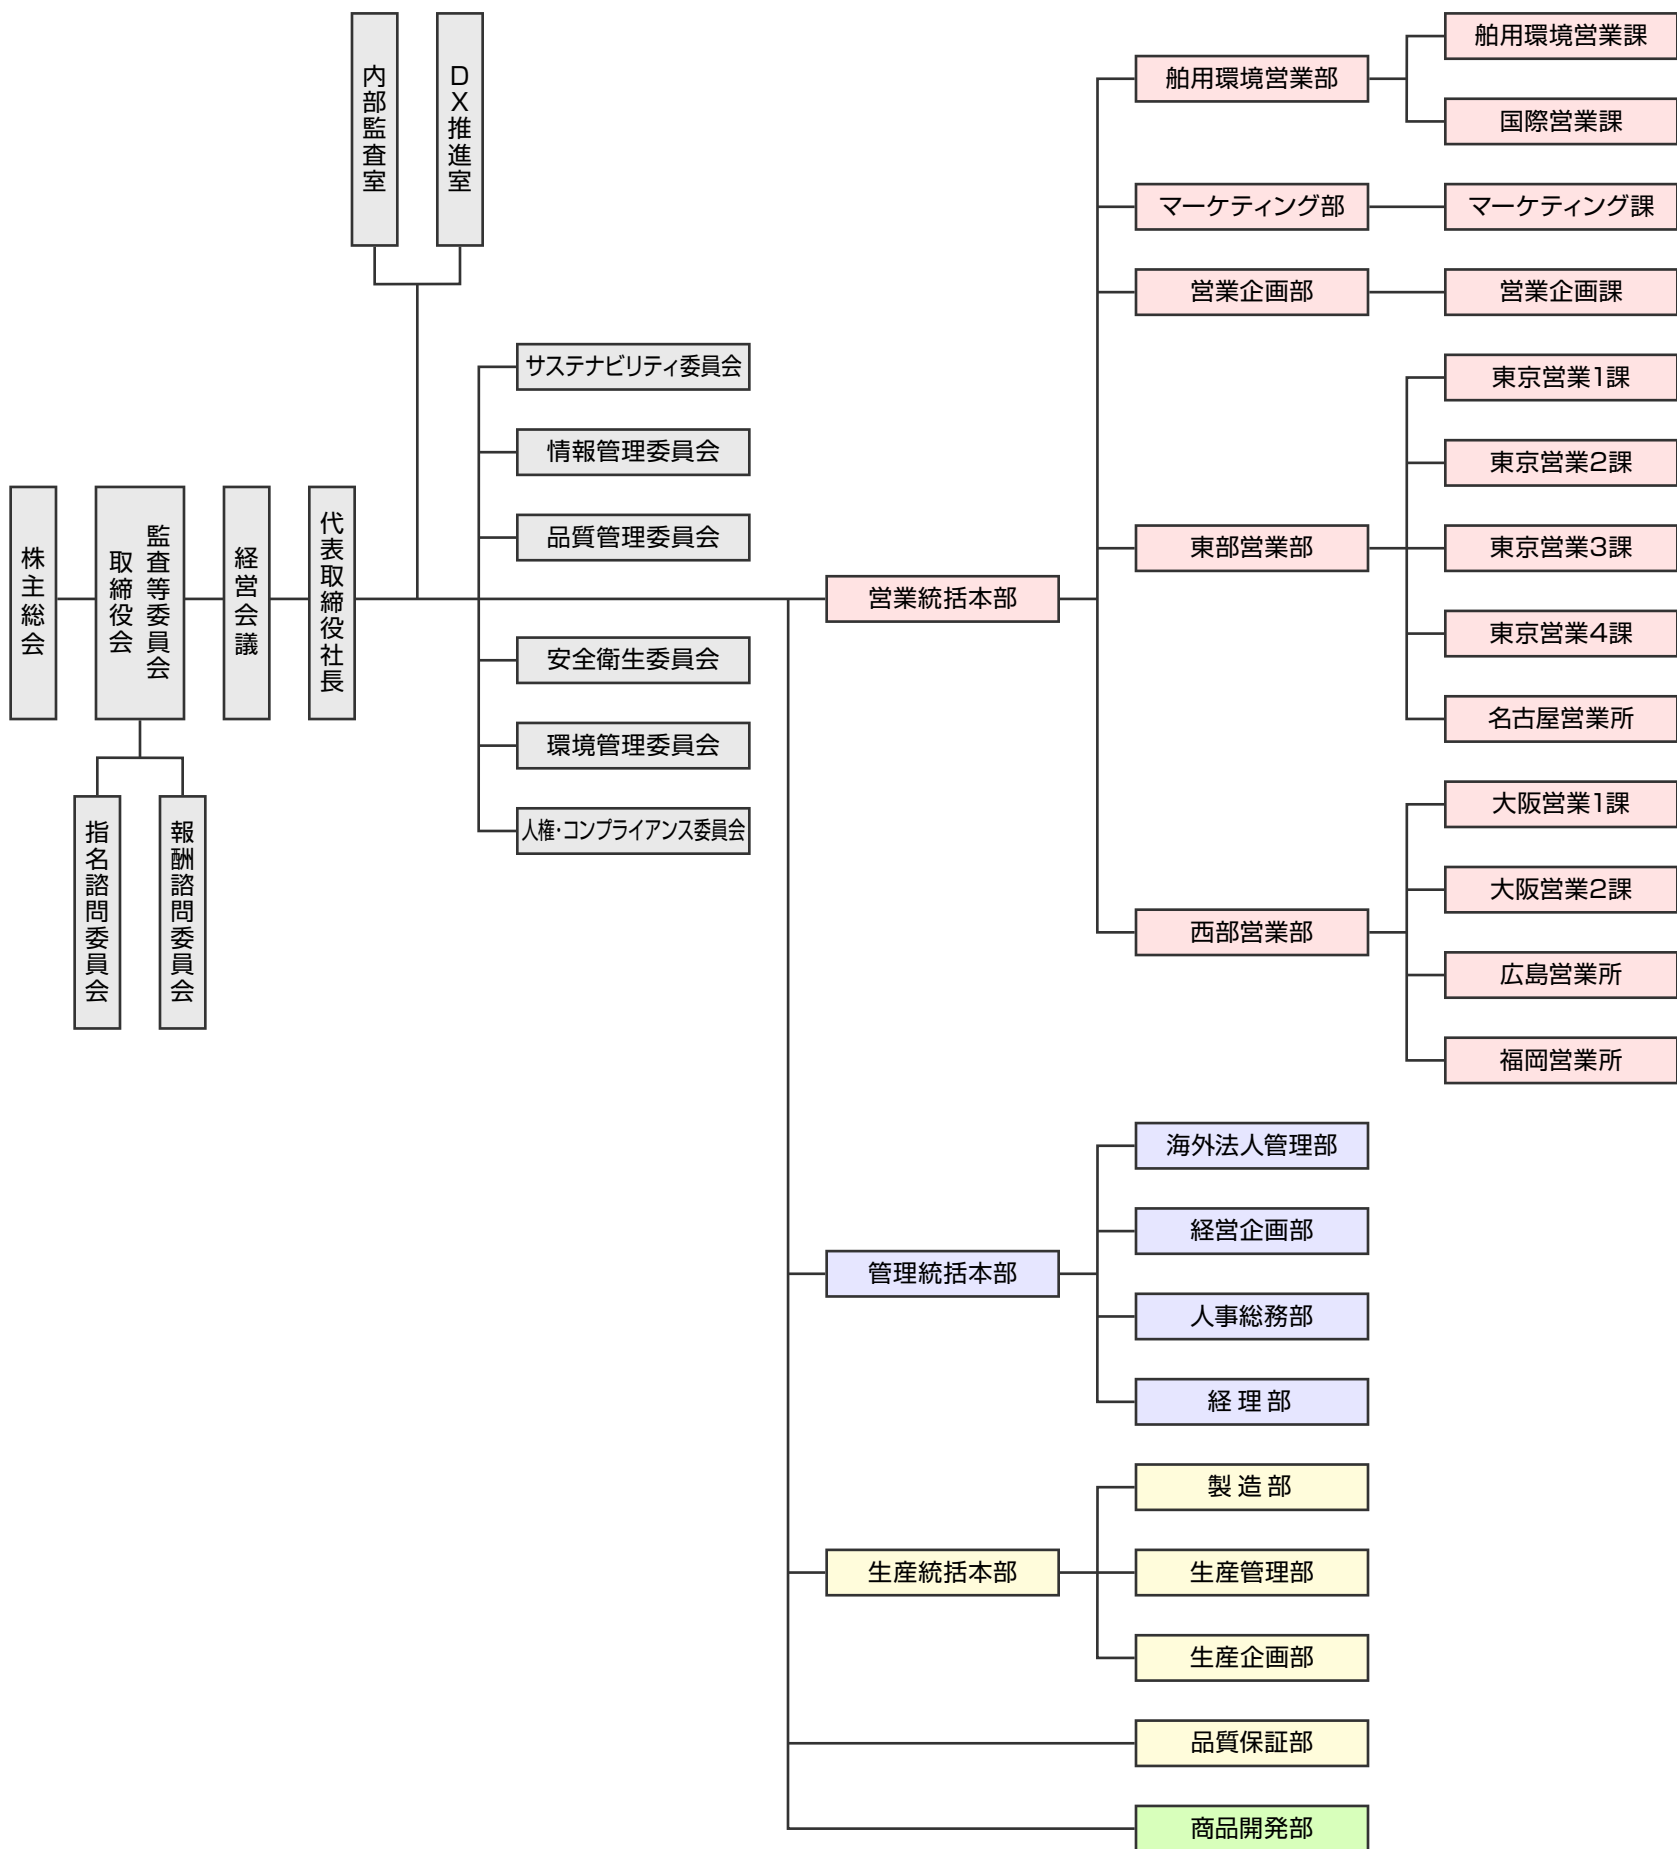 株主総会
監査等委員会
取締役会
指名諮問委員会
報酬諮問委員会
経営会議
代表取締役社長
内部監査室
DX推進室
サステナビリティ委員会
情報管理委員会
品質管理委員会
安全衛生委員会
環境管理委員会
人権・コンプライアンス委員会
営業統括本部
舶用環境営業部
舶用環境営業課
国際営業課
マーケティング部
マーケティング課
営業企画部
営業企画課
東部営業部
東京営業1課
東京営業2課
東京営業3課
東京営業4課
名古屋営業所
西部営業部
大阪営業1課
大阪営業2課
広島営業所
福岡営業所
管理統括本部
海外法人管理部
経営企画部
人事総務部
経理部
生産統括本部
製造部
生産管理部
生産企画部
品質保証部
商品開発部